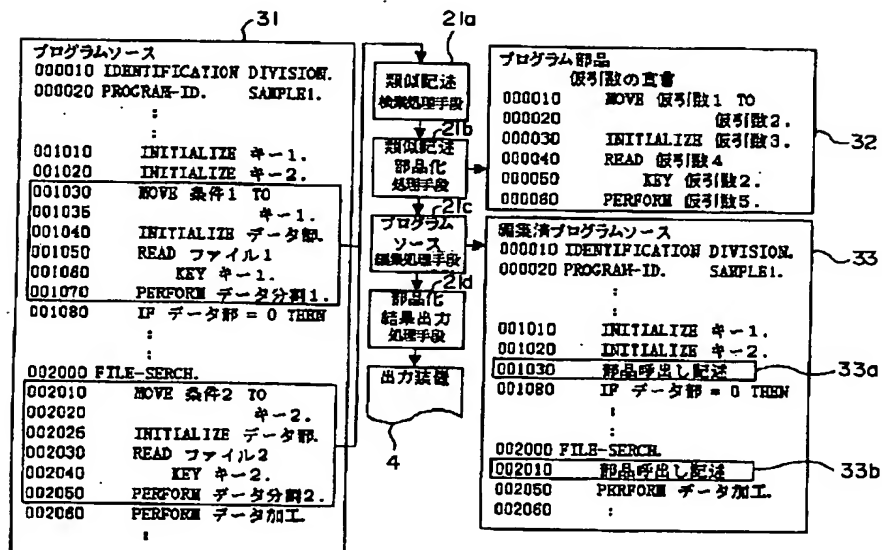 31
プログラムソース
000010 IDENTIFICATION DIVISION.
000020 PROGRAM-ID. SAMPLE1.
:
:
001010 INITIALIZE キー1.
001020 INITIALIZE キー2.
001030 MOVE 条件1 TO
001035 キー1.
001040 INITIALIZE データ部.
001050 READ ファイル1
001060 KEY キー1.
001070 PERFORM データ分割1.
001080 IF データ部 = 0 THEN
:
:
002000 FILE-SERCH.
002010 MOVE 条件2 TO
002020 キー2.
002025 INITIALIZE データ部.
002030 READ ファイル2
002040 KEY キー2.
002050 PERFORM データ分割2.
002060 PERFORM データ加工.
:
21a
類似記述
検索処理手段
21b
類似記述
部品化
処理手段
21c
プログラム
ソース
編集処理手段
21d
部品化
結果出力
処理手段
出力装置
4
プログラム部品
仮引数の宣言
000010 MOVE 仮引数1 TO
000020 仮引数2.
000030 INITIALIZE 仮引数3.
000040 READ 仮引数4
000050 KEY 仮引数2.
000060 PERFORM 仮引数5.
32
編集済プログラムソース
000010 IDENTIFICATION DIVISION.
000020 PROGRAM-ID. SAMPLE1.
:
:
001010 INITIALIZE キー1.
001020 INITIALIZE キー2.
001030 部品呼出し記述
001080 IF データ部 = 0 THEN
:
:
002000 FILE-SERCH.
002010 部品呼出し記述
002050 PERFORM データ加工.
002060 :
33
33a
33b